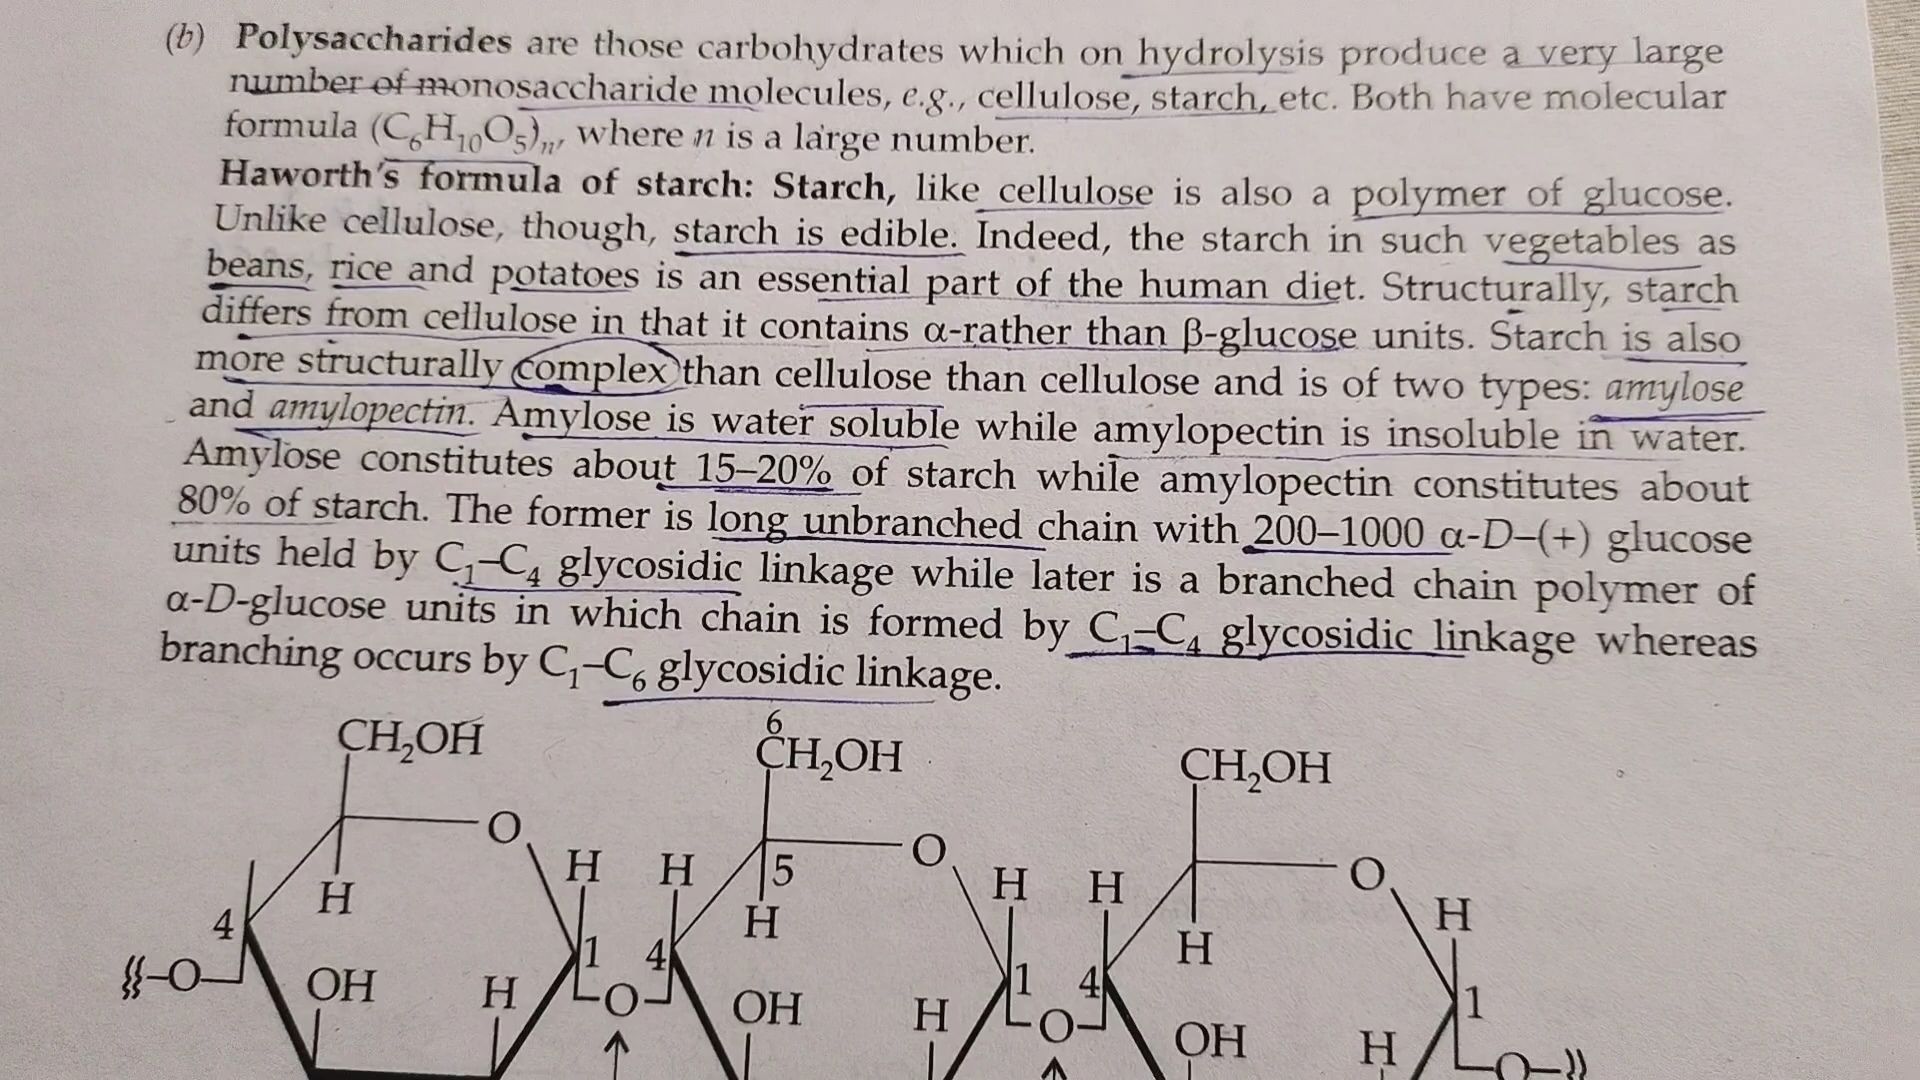 (b) Polysaccharides are those carbohydrates which on hydrolysis produce a very large
number of monosaccharide molecules, e.g., cellulose, starch, etc. Both have molecular
formula (C₆H₁₀O₅)ₙ, where n is a large number.
Haworth's formula of starch: Starch, like cellulose is also a polymer of glucose.
Unlike cellulose, though, starch is edible. Indeed, the starch in such vegetables as
beans, rice and potatoes is an essential part of the human diet. Structurally, starch
differs from cellulose in that it contains α-rather than β-glucose units. Starch is also
more structurally complex than cellulose than cellulose and is of two types: amylose
and amylopectin. Amylose is water soluble while amylopectin is insoluble in water.
Amylose constitutes about 15–20% of starch while amylopectin constitutes about
80% of starch. The former is long unbranched chain with 200–1000 α-D–(+) glucose
units held by C₁–C₄ glycosidic linkage while later is a branched chain polymer of
α-D-glucose units in which chain is formed by C₁–C₄ glycosidic linkage whereas
branching occurs by C₁–C₆ glycosidic linkage.
6
CH₂OH CH₂OH CH₂OH
O O O
H H 5 H H H
H H H
4 1 4 1 4 1
O OH H O OH H O OH H O